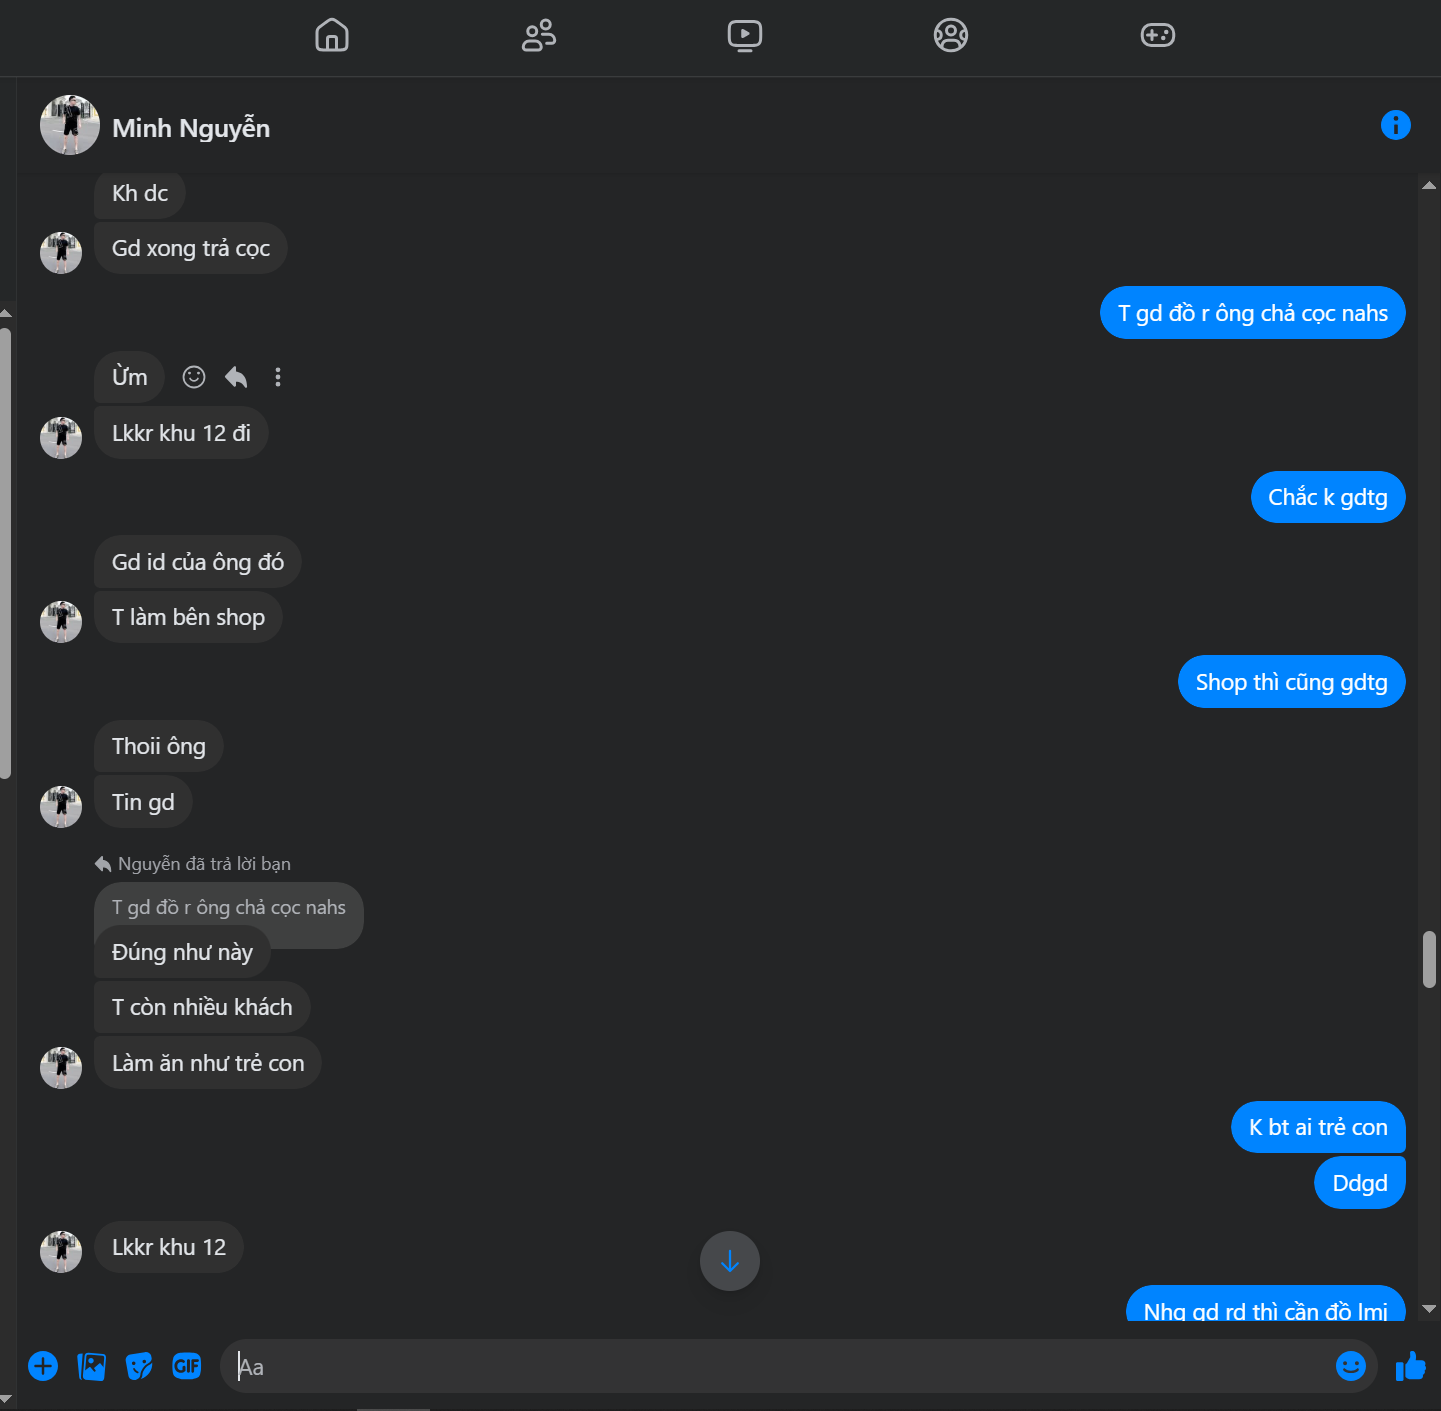 Minh Nguyễn
Kh dc
Gd xong trả cọc
T gd đồ r ông chả cọc nahs
Ừm
Lkkr khu 12 đi
Chắc k gdtg
Gd id của ông đó
T làm bên shop
Shop thì cũng gdtg
Thoii ông
Tin gd
Nguyễn đã trả lời bạn
T gd đồ r ông chả cọc nahs
Đúng như này
T còn nhiều khách
Làm ăn như trẻ con
K bt ai trẻ con
Ddgd
Lkkr khu 12
Nhg gd rd thì cần đồ lmj
GIF
Aa